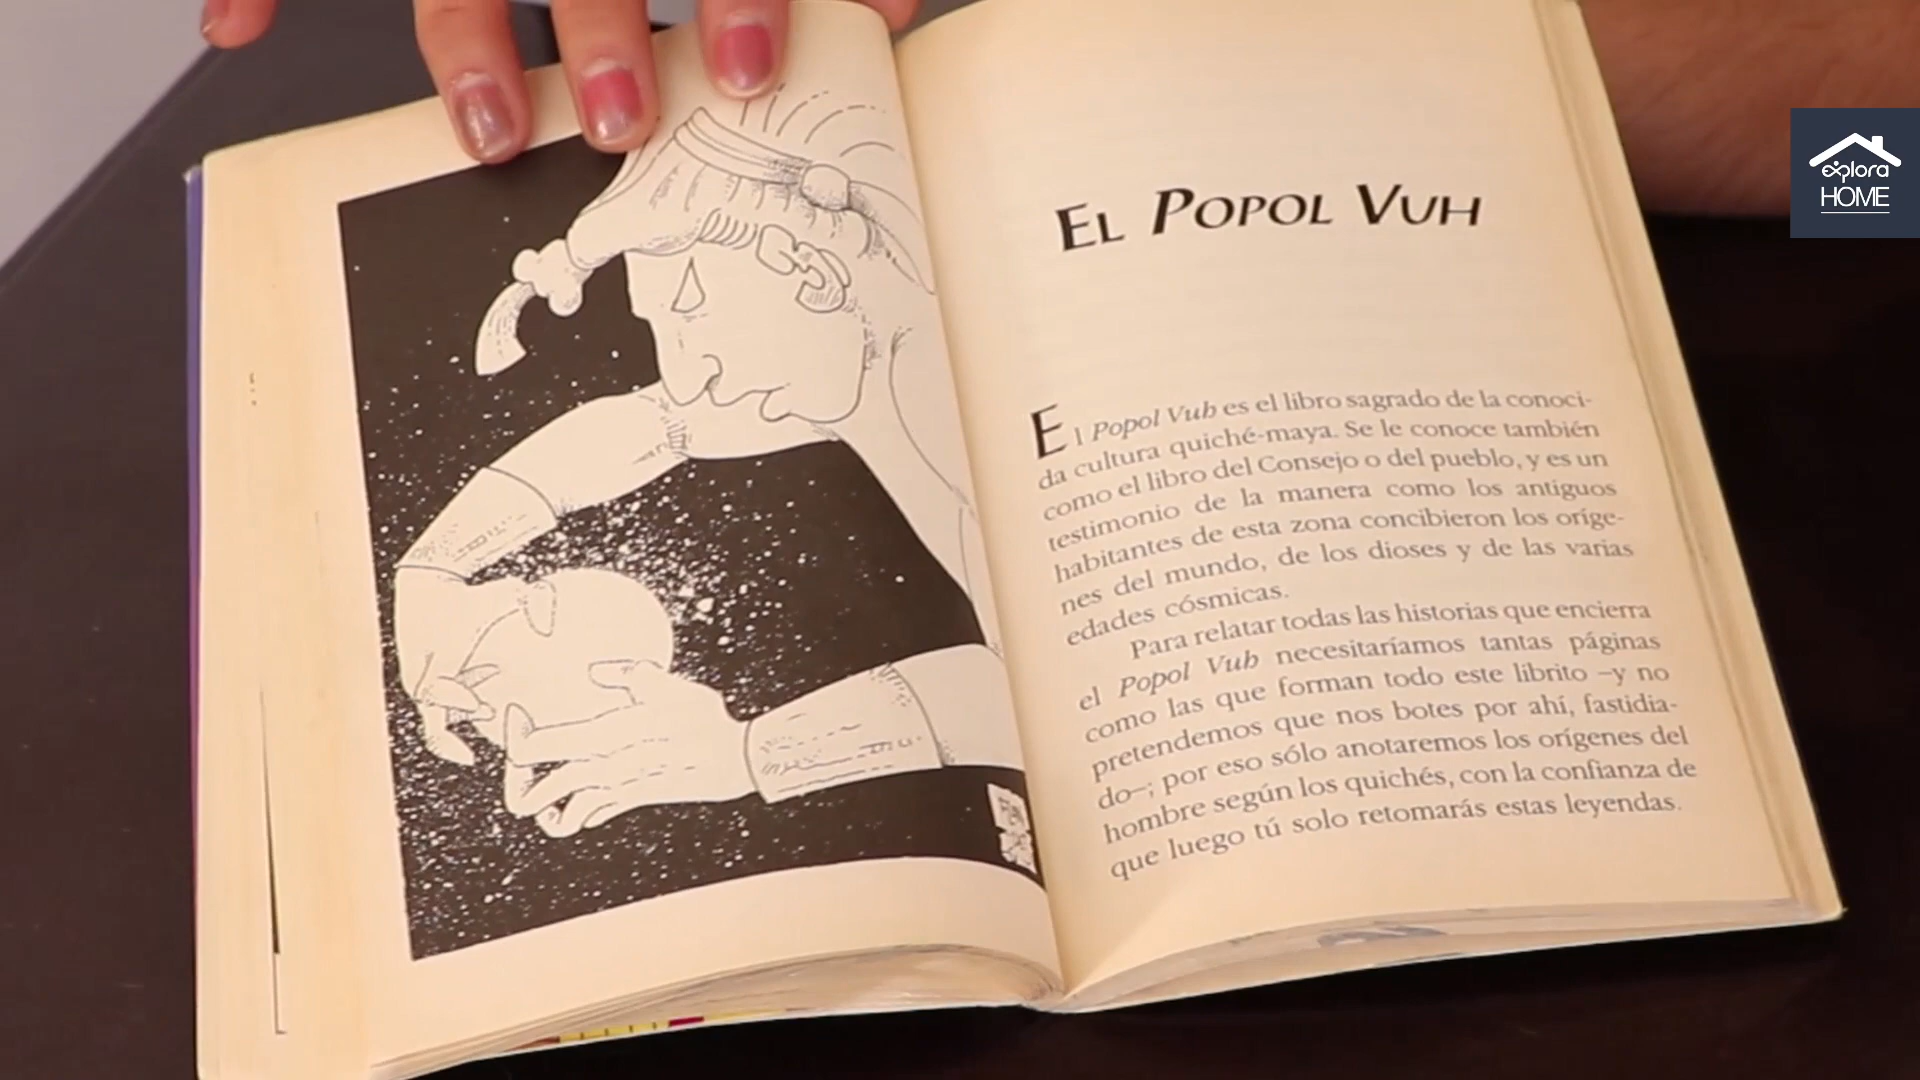 explora
HOME
EL POPOL VUH
El Popol Vuh es el libro sagrado de la conoci-
da cultura quiché-maya. Se le conoce también
como el libro del Consejo o del pueblo, y es un
testimonio de la manera como los antiguos
habitantes de esta zona concibieron los oríge-
nes del mundo, de los dioses y de las varias
edades cósmicas.
Para relatar todas las historias que encierra
el Popol Vuh necesitaríamos tantas páginas
como las que forman todo este librito –y no
pretendemos que nos botes por ahí, fastidia-
do–; por eso sólo anotaremos los orígenes del
hombre según los quichés, con la confianza de
que luego tú solo retomarás estas leyendas.